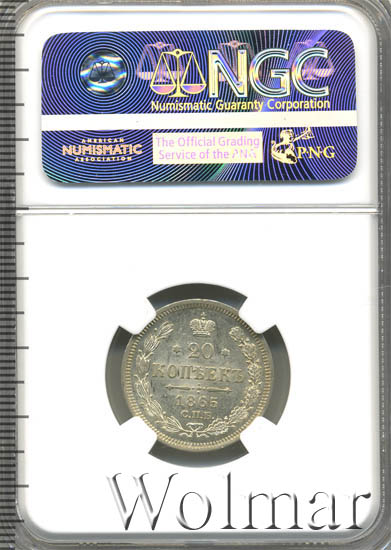 NGC
Numismatic Guaranty Corporation
AMERICAN
NUMISMATIC
ASSOCIATION
The Official Grading
Service of the PNG
PNG
20
КОПѢЕКЪ
1865
С.П.Б.
Wolmar